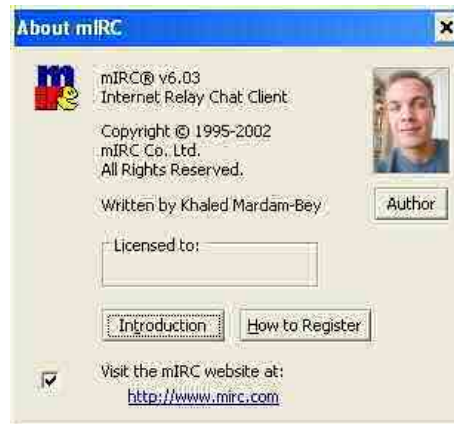 About mIRC
mIRC® v6.03
Internet Relay Chat Client
Copyright © 1995-2002
mIRC Co. Ltd.
All Rights Reserved.
Written by Khaled Mardam-Bey
Author
Licensed to:
Introduction
How to Register
Visit the mIRC website at:
http://www.mirc.com